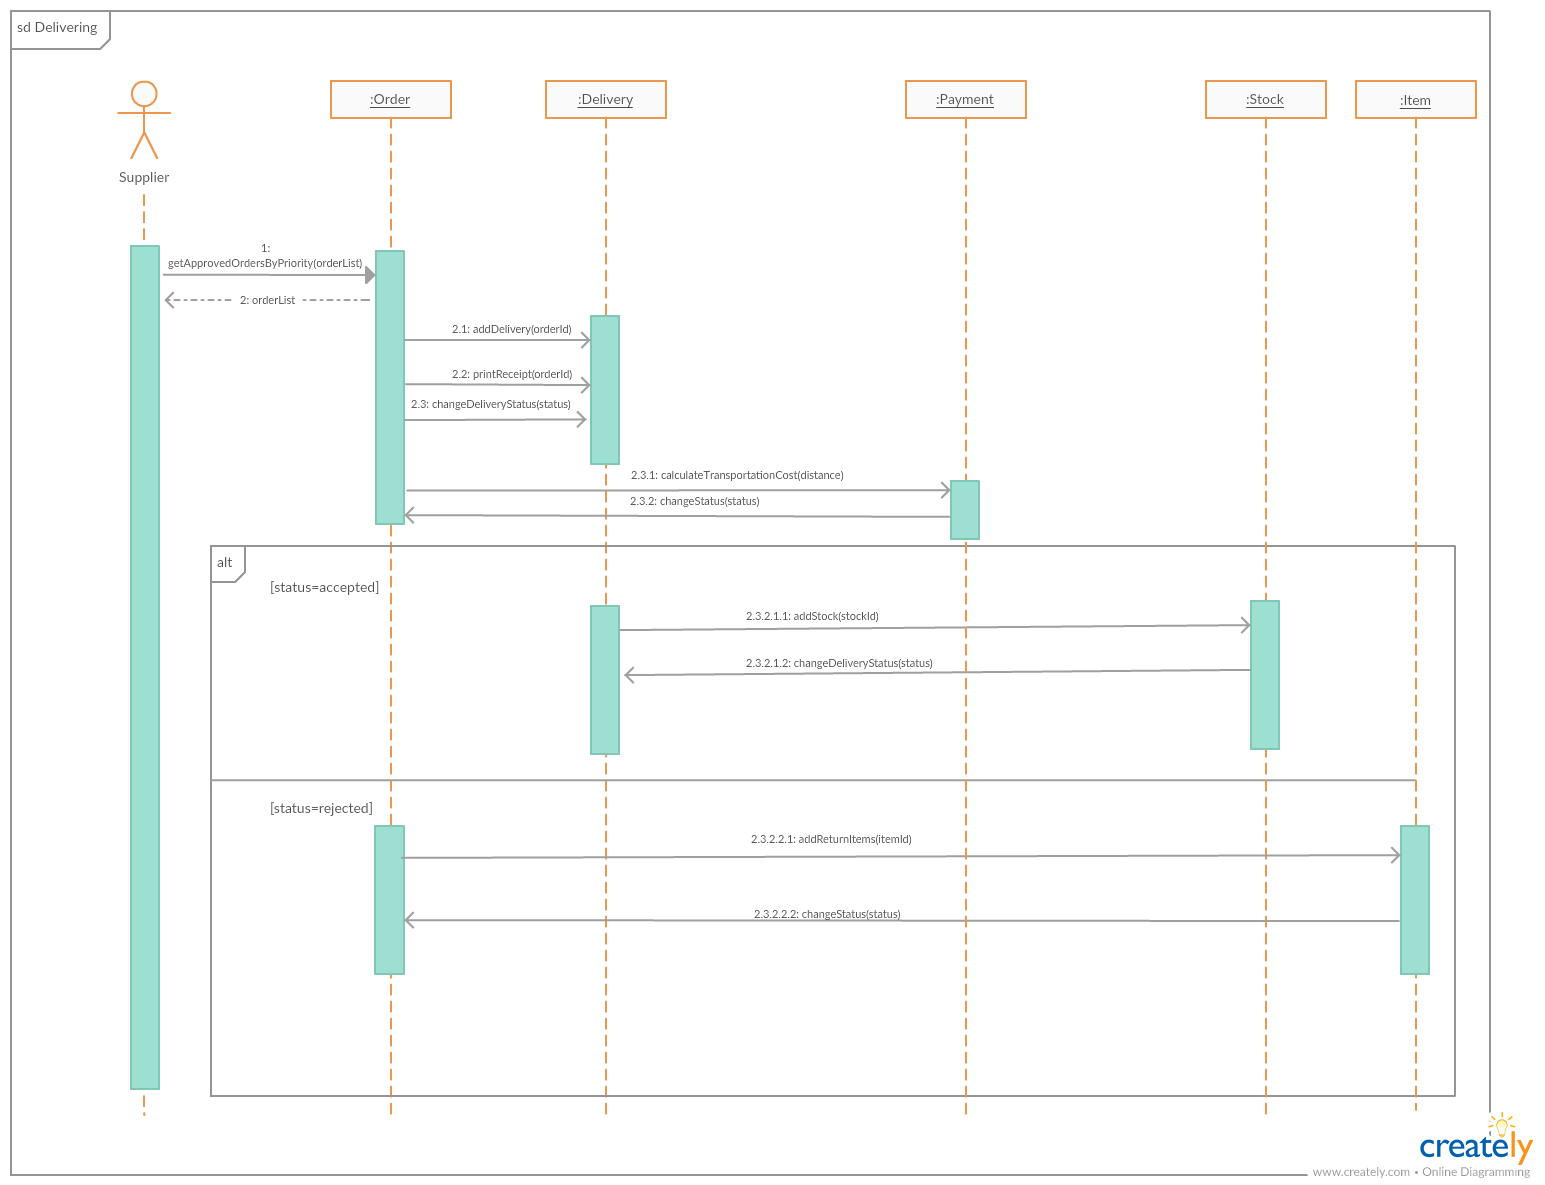 sd Delivering
:Order
:Delivery
:Payment
:Stock
:Item
Supplier
1:
getApprovedOrdersByPriority(orderList)
2: orderList
2.1: addDelivery(orderId)
2.2: printReceipt(orderId)
2.3: changeDeliveryStatus(status)
2.3.1: calculateTransportationCost(distance)
2.3.2: changeStatus(status)
alt
[status=accepted]
2.3.2.1.1: addStock(stockId)
2.3.2.1.2: changeDeliveryStatus(status)
[status=rejected]
2.3.2.2.1: addReturnItems(itemId)
2.3.2.2.2: changeStatus(status)
creately
www.creately.com • Online Diagramming